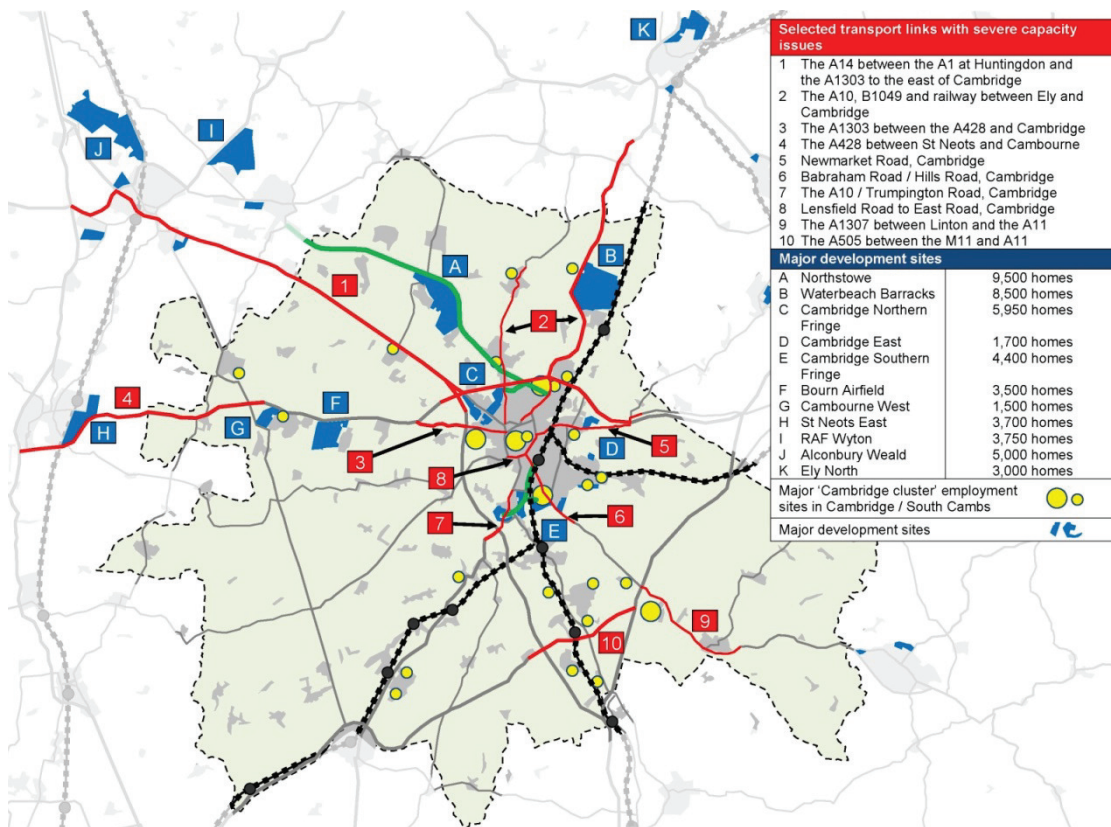 K
I
J
A
B
1
2
C
4
F
G
H
3
5
D
8
7
6
E
9
10
Selected transport links with severe capacity
issues
1 The A14 between the A1 at Huntingdon and
the A1303 to the east of Cambridge
2 The A10, B1049 and railway between Ely and
Cambridge
3 The A1303 between the A428 and Cambridge
4 The A428 between St Neots and Cambourne
5 Newmarket Road, Cambridge
6 Babraham Road / Hills Road, Cambridge
7 The A10 / Trumpington Road, Cambridge
8 Lensfield Road to East Road, Cambridge
9 The A1307 between Linton and the A11
10 The A505 between the M11 and A11
Major development sites
A Northstowe 9,500 homes
B Waterbeach Barracks 8,500 homes
C Cambridge Northern 5,950 homes
Fringe
D Cambridge East 1,700 homes
E Cambridge Southern 4,400 homes
Fringe
F Bourn Airfield 3,500 homes
G Cambourne West 1,500 homes
H St Neots East 3,700 homes
I RAF Wyton 3,750 homes
J Alconbury Weald 5,000 homes
K Ely North 3,000 homes
Major 'Cambridge cluster' employment
sites in Cambridge / South Cambs
Major development sites